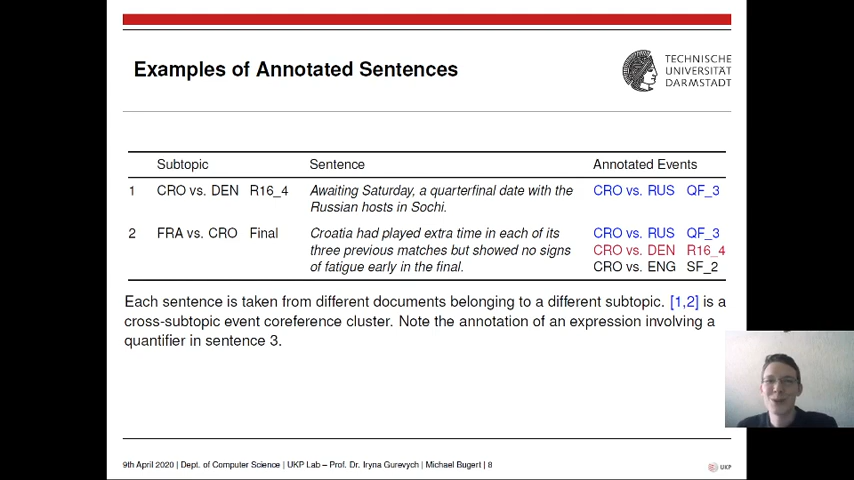 Examples of Annotated Sentences
TECHNISCHE
UNIVERSITÄT
DARMSTADT
Subtopic Sentence Annotated Events
1 CRO vs. DEN R16_4 Awaiting Saturday, a quarterfinal date with the CRO vs. RUS QF_3
Russian hosts in Sochi.
2 FRA vs. CRO Final Croatia had played extra time in each of its CRO vs. RUS QF_3
three previous matches but showed no signs CRO vs. DEN R16_4
of fatigue early in the final. CRO vs. ENG SF_2
Each sentence is taken from different documents belonging to a different subtopic. [1,2] is a
cross-subtopic event coreference cluster. Note the annotation of an expression involving a
quantifier in sentence 3.
9th April 2020 | Dept. of Computer Science | UKP Lab – Prof. Dr. Iryna Gurevych | Michael Bugert | 8
UKP